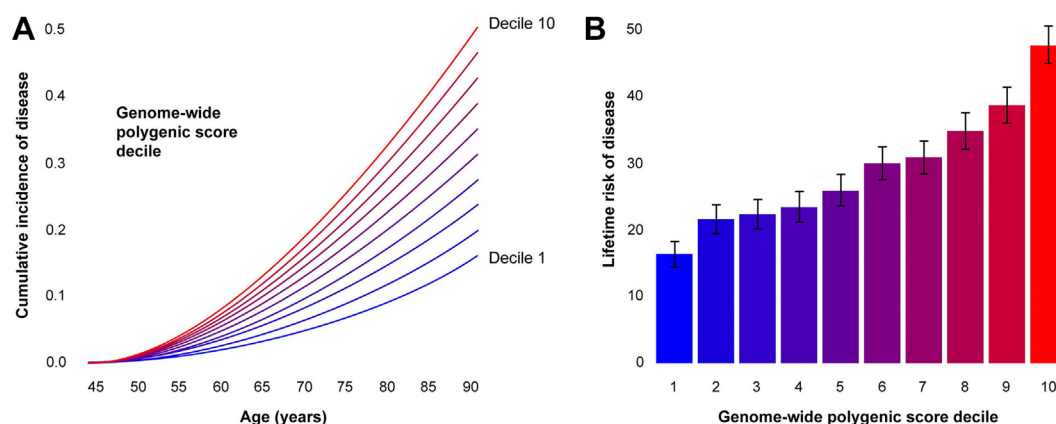 A
Cumulative incidence of disease
0.5
0.4
0.3
0.2
0.1
0.0
Genome-wide
polygenic score
decile
Decile 10
Decile 1
45 50 55 60 65 70 75 80 85 90
Age (years)
B
Lifetime risk of disease
50
40
30
20
10
0
1 2 3 4 5 6 7 8 9 10
Genome-wide polygenic score decile